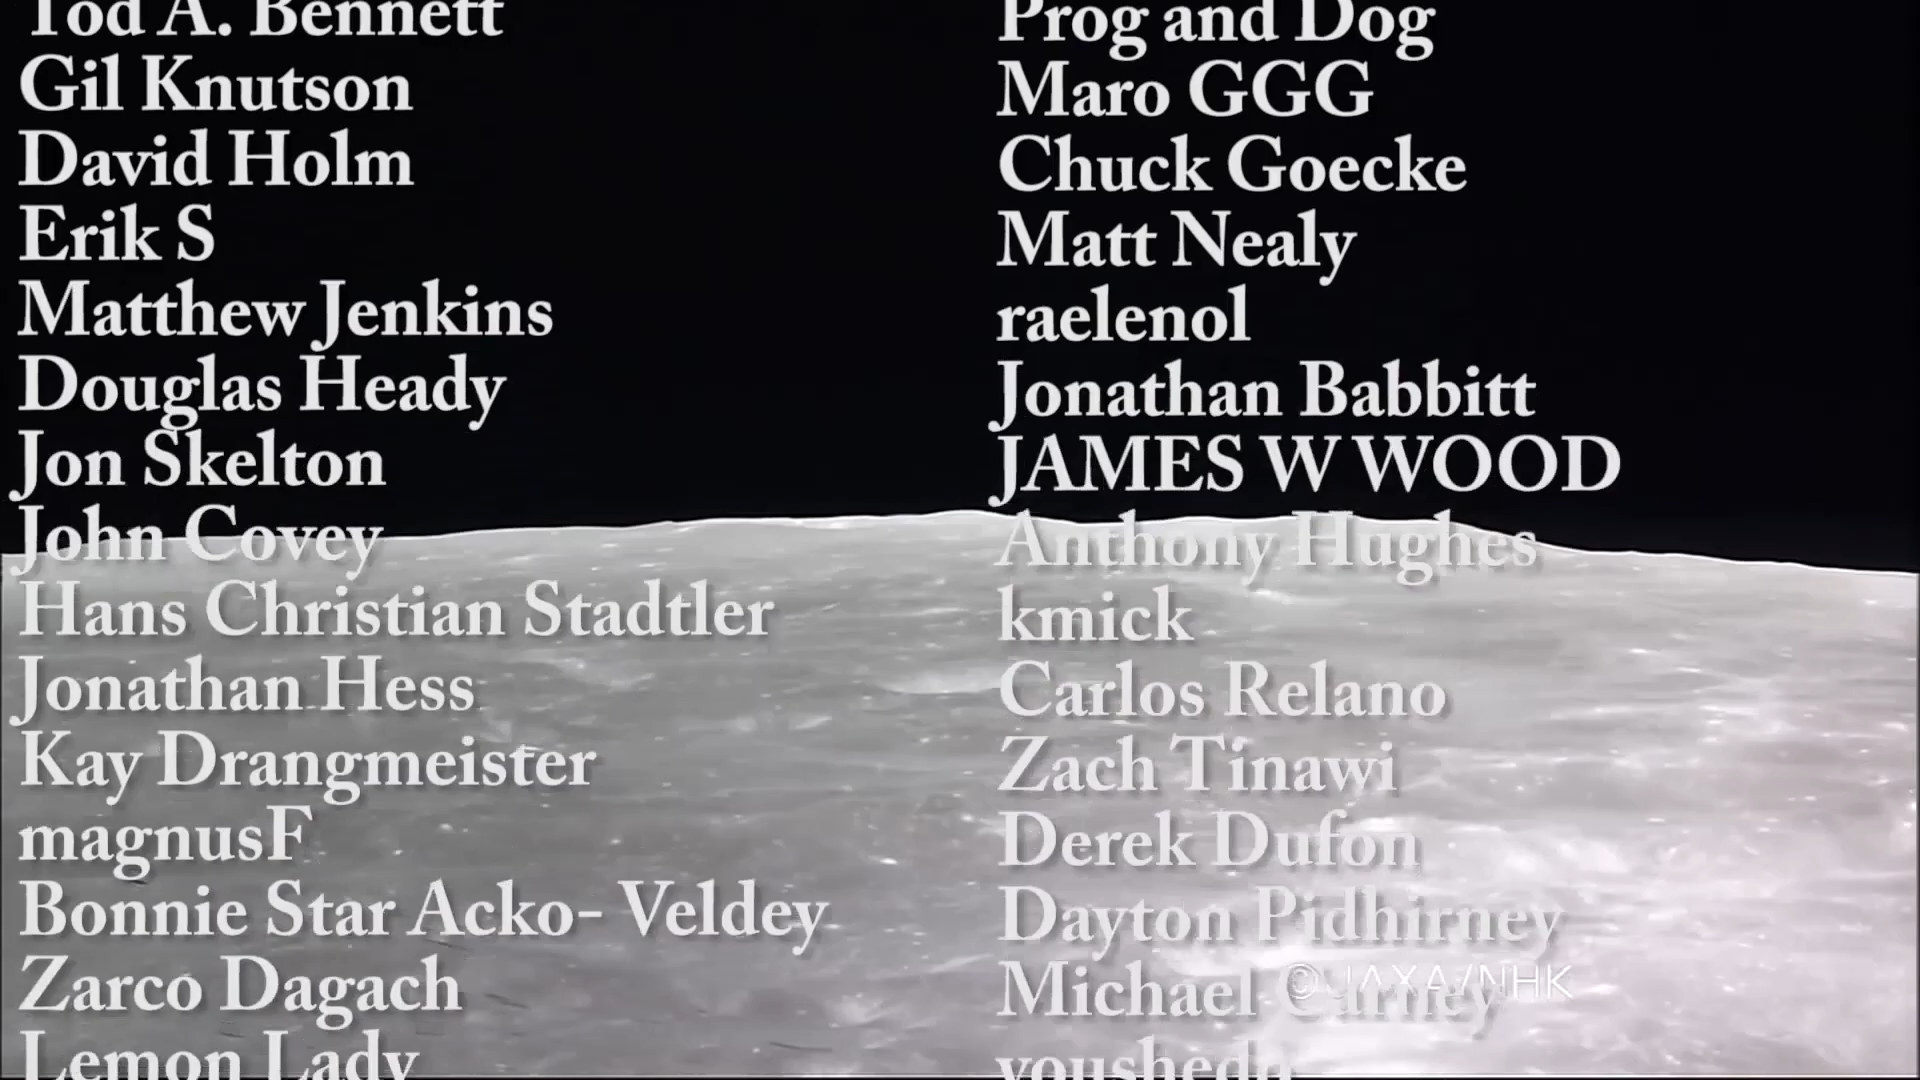 Tod A. Bennett
Gil Knutson
David Holm
Erik S
Matthew Jenkins
Douglas Heady
Jon Skelton
John Covey
Hans Christian Stadtler
Jonathan Hess
Kay Drangmeister
magnusF
Bonnie Star Acko- Veldey
Zarco Dagach
Lemon Lady
Prog and Dog
Maro GGG
Chuck Goecke
Matt Nealy
raelenol
Jonathan Babbitt
JAMES W WOOD
Anthony Hughes
kmick
Carlos Relano
Zach Tinawi
Derek Dufon
Dayton Pidhirney
Michael
© JAXA/NHK